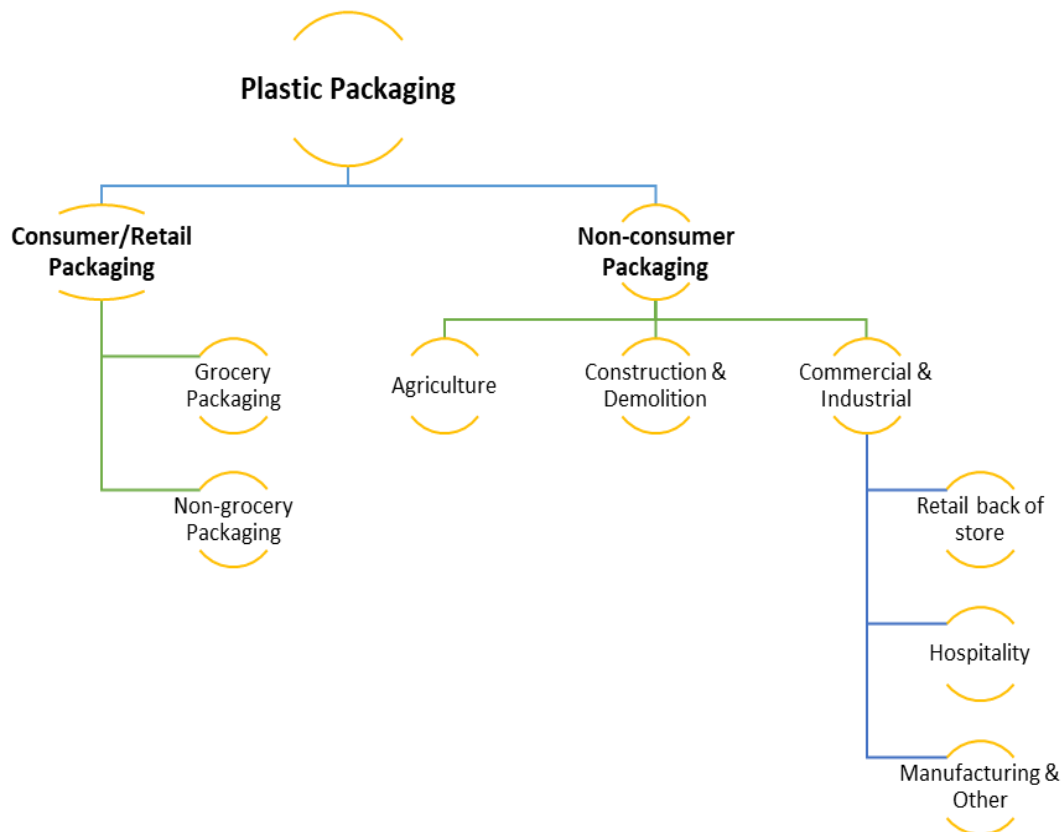 Plastic Packaging
Consumer/Retail
Packaging
Non-consumer
Packaging
Grocery
Packaging
Agriculture
Construction &
Demolition
Commercial &
Industrial
Non-grocery
Packaging
Retail back of
store
Hospitality
Manufacturing &
Other